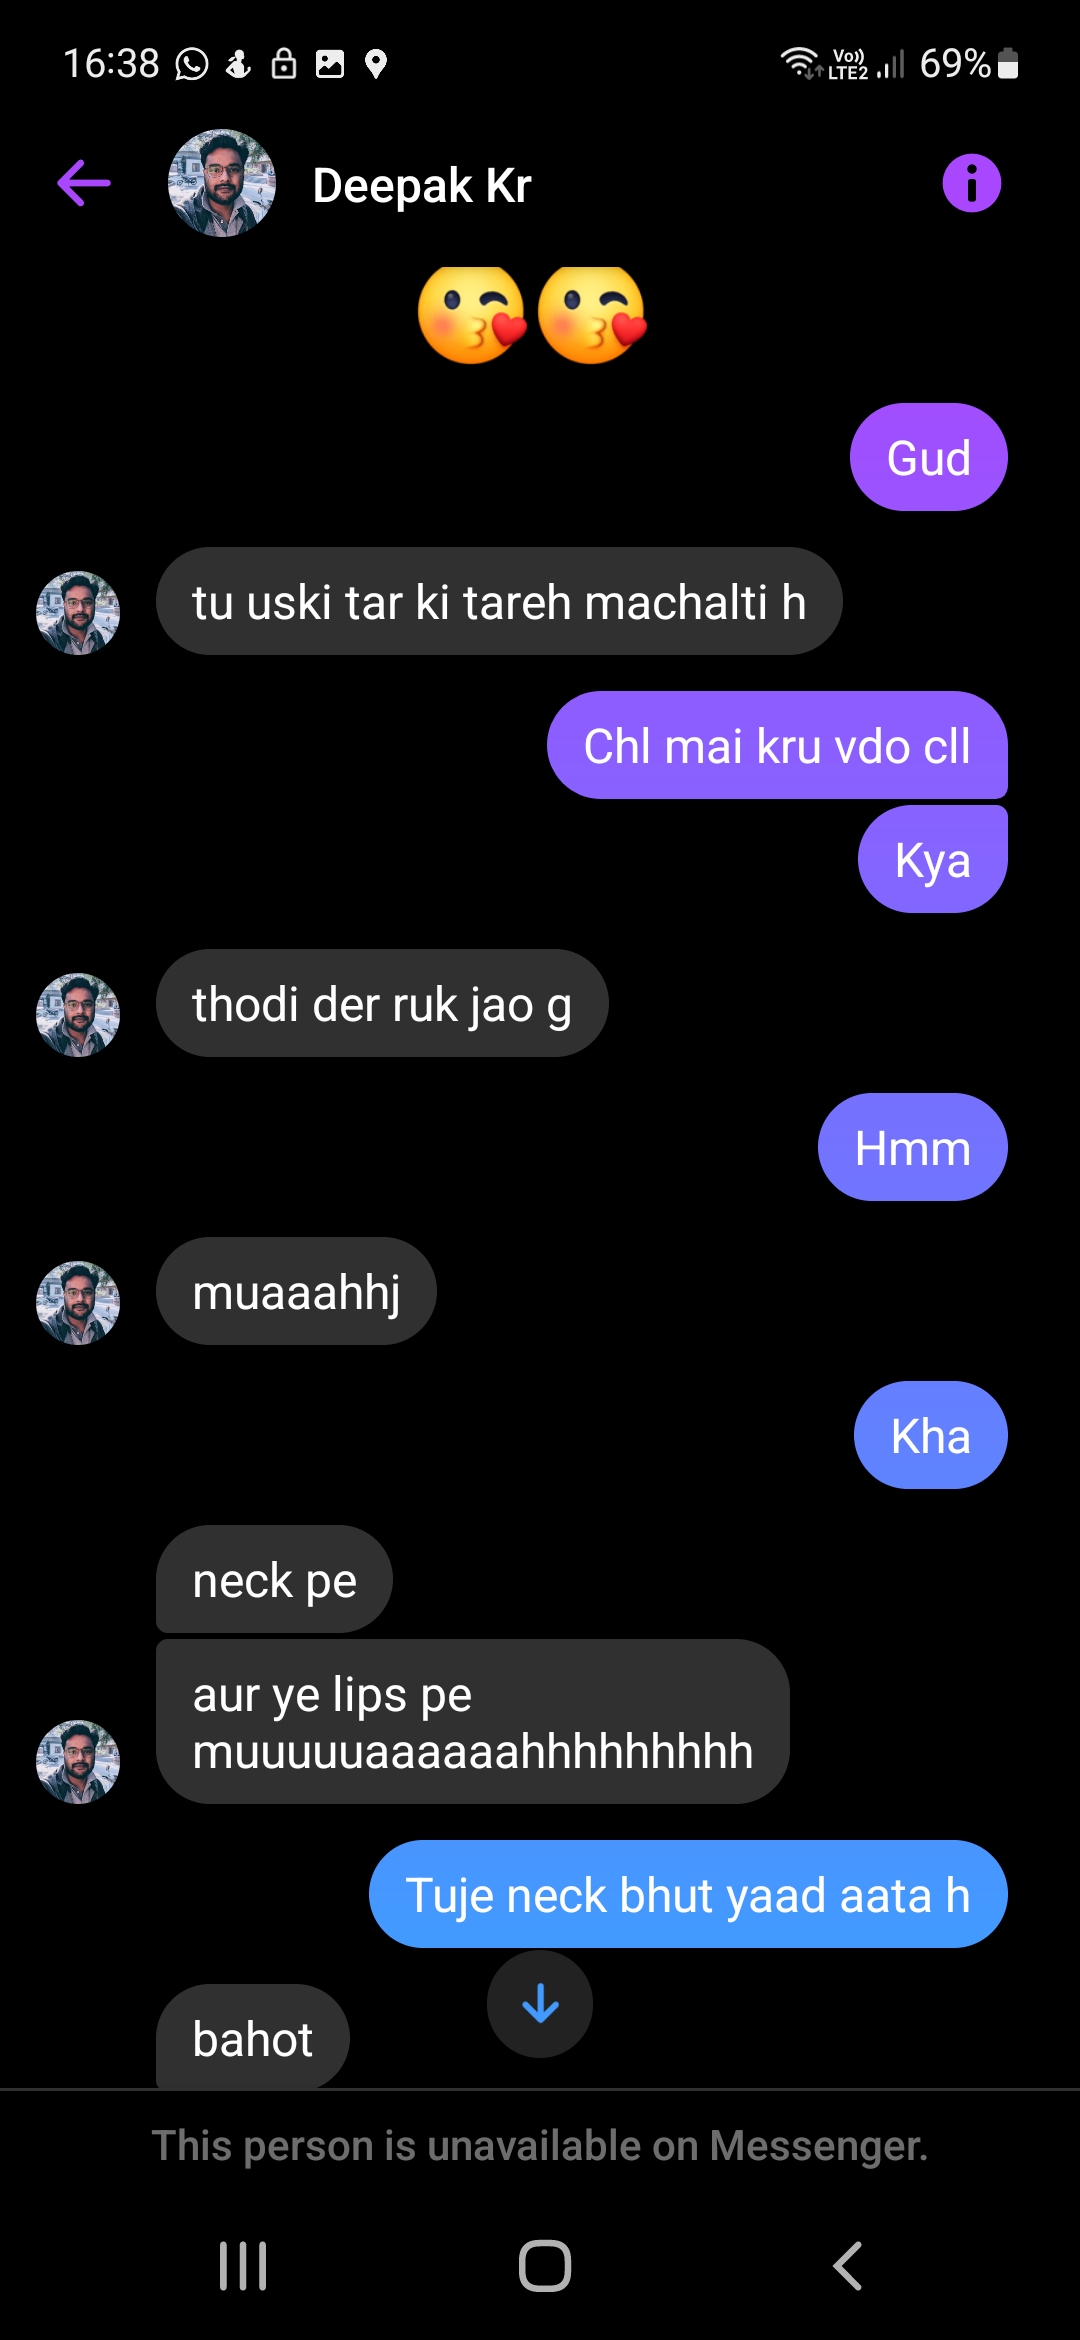 16:38
Vo)) LTE2 69%
Deepak Kr
Gud
tu uski tar ki tareh machalti h
Chl mai kru vdo cll
Kya
thodi der ruk jao g
Hmm
muaaahhj
Kha
neck pe
aur ye lips pe
muuuuuaaaaaahhhhhhhhh
Tuje neck bhut yaad aata h
bahot
This person is unavailable on Messenger.